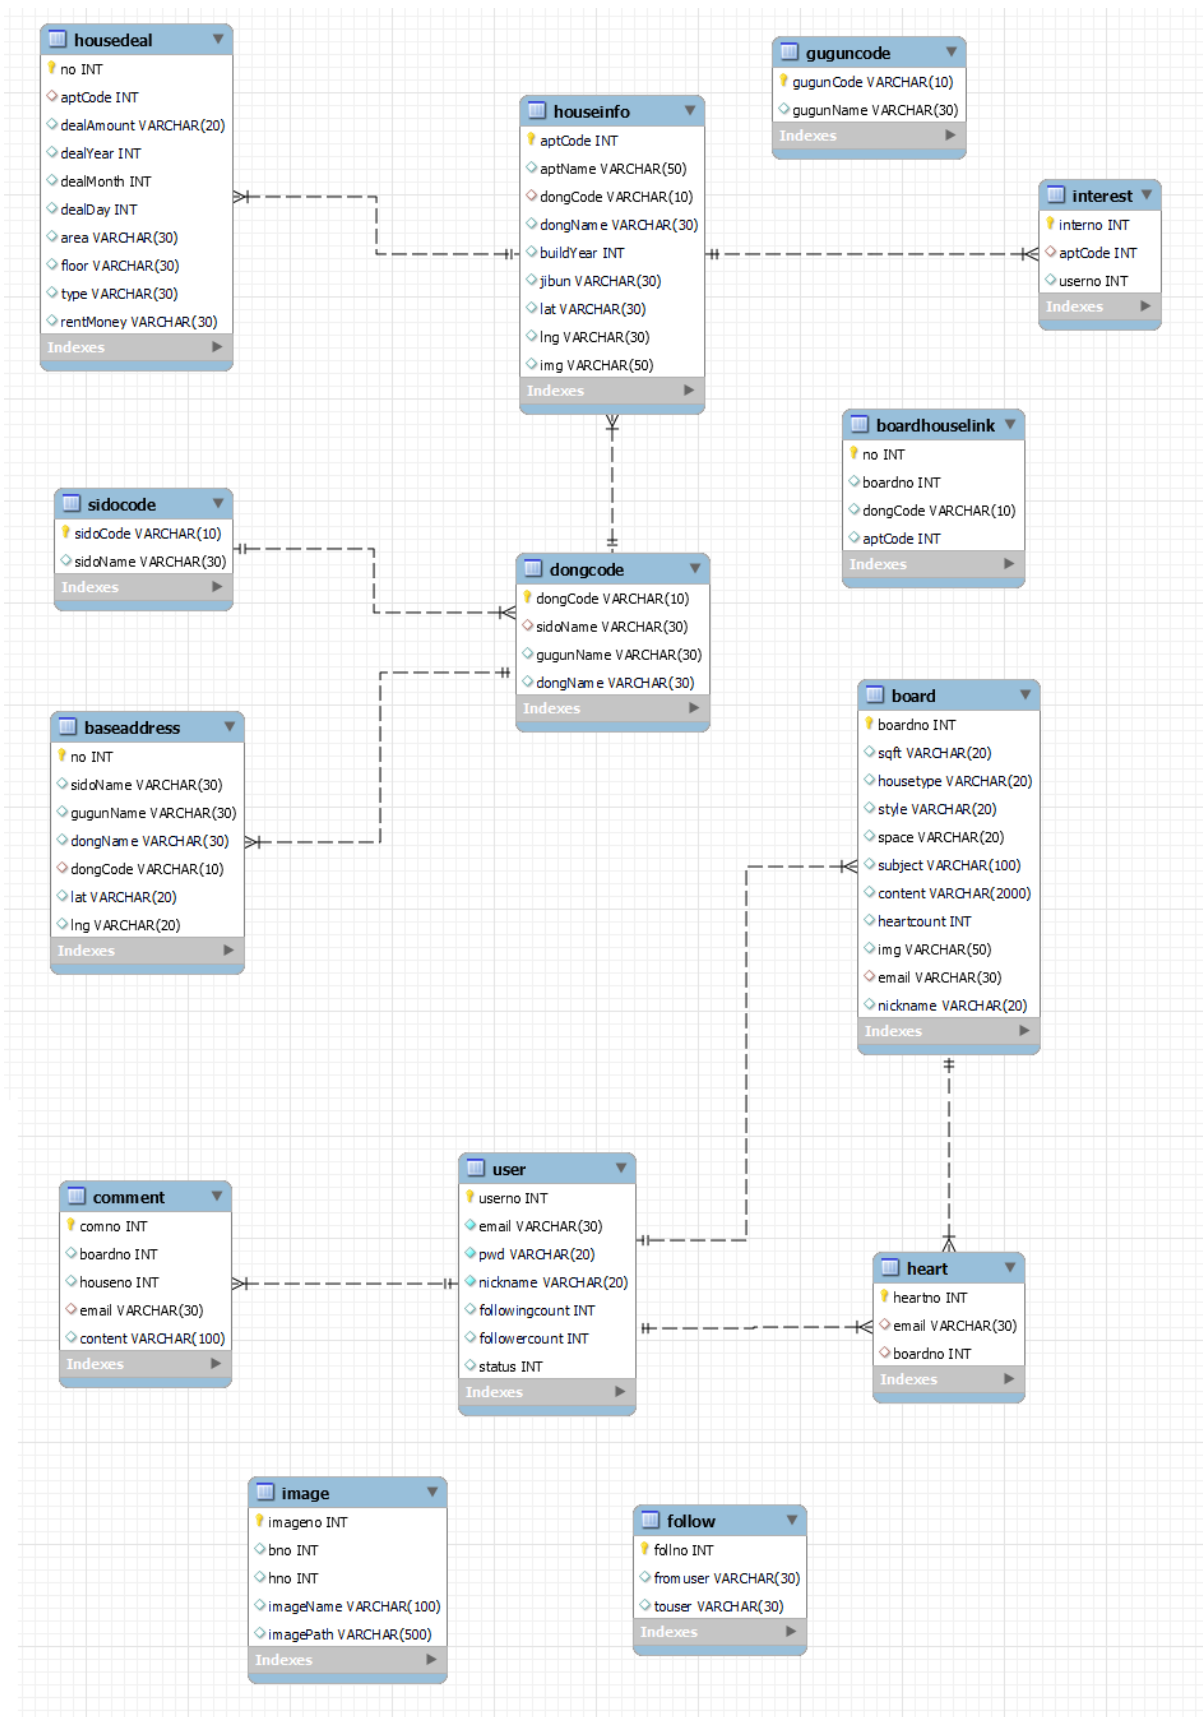 housedeal
no INT
aptCode INT
dealAmount VARCHAR(20)
dealYear INT
dealMonth INT
dealDay INT
area VARCHAR(30)
floor VARCHAR(30)
type VARCHAR(30)
rentMoney VARCHAR(30)
Indexes
houseinfo
aptCode INT
aptName VARCHAR(50)
dongCode VARCHAR(10)
dongName VARCHAR(30)
buildYear INT
jibun VARCHAR(30)
lat VARCHAR(30)
lng VARCHAR(30)
img VARCHAR(50)
Indexes
guguncode
gugunCode VARCHAR(10)
gugunName VARCHAR(30)
Indexes
interest
interno INT
aptCode INT
userno INT
Indexes
boardhouselink
no INT
boardno INT
dongCode VARCHAR(10)
aptCode INT
Indexes
sidocode
sidoCode VARCHAR(10)
sidoName VARCHAR(30)
Indexes
dongcode
dongCode VARCHAR(10)
sidoName VARCHAR(30)
gugunName VARCHAR(30)
dongName VARCHAR(30)
Indexes
baseaddress
no INT
sidoName VARCHAR(30)
gugunName VARCHAR(30)
dongName VARCHAR(30)
dongCode VARCHAR(10)
lat VARCHAR(20)
lng VARCHAR(20)
Indexes
board
boardno INT
sqft VARCHAR(20)
housetype VARCHAR(20)
style VARCHAR(20)
space VARCHAR(20)
subject VARCHAR(100)
content VARCHAR(2000)
heartcount INT
img VARCHAR(50)
email VARCHAR(30)
nickname VARCHAR(20)
Indexes
comment
comno INT
boardno INT
houseno INT
email VARCHAR(30)
content VARCHAR(100)
Indexes
user
userno INT
email VARCHAR(30)
pwd VARCHAR(20)
nickname VARCHAR(20)
followingcount INT
followercount INT
status INT
Indexes
heart
heartno INT
email VARCHAR(30)
boardno INT
Indexes
image
imageno INT
bno INT
hno INT
imageName VARCHAR(100)
imagePath VARCHAR(500)
Indexes
follow
follno INT
fromuser VARCHAR(30)
touser VARCHAR(30)
Indexes